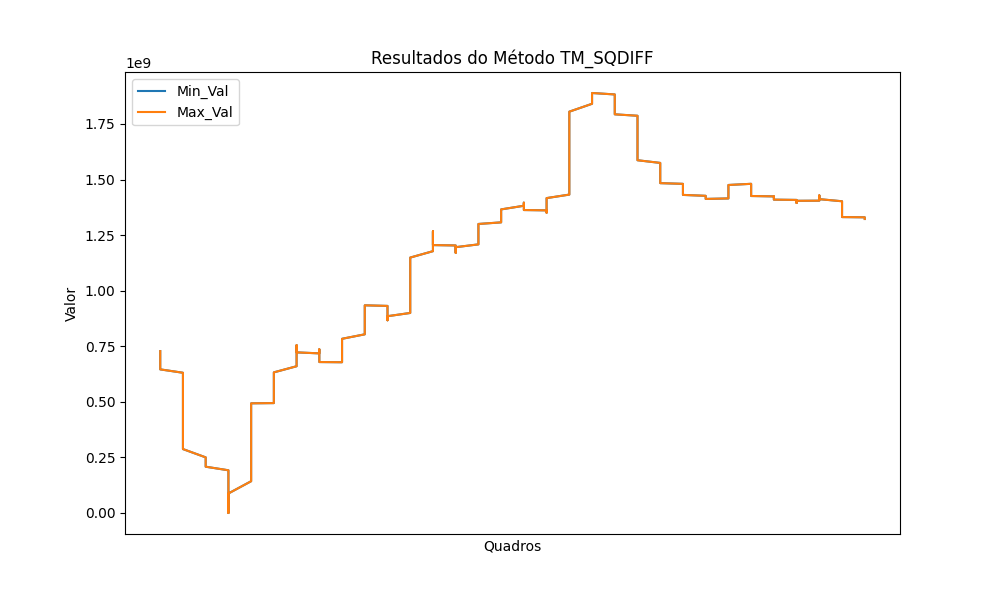 Resultados do Método TM_SQDIFF
1e9
Min_Val
Max_Val
1.75
1.50
1.25
1.00
0.75
0.50
0.25
0.00
Valor
Quadros